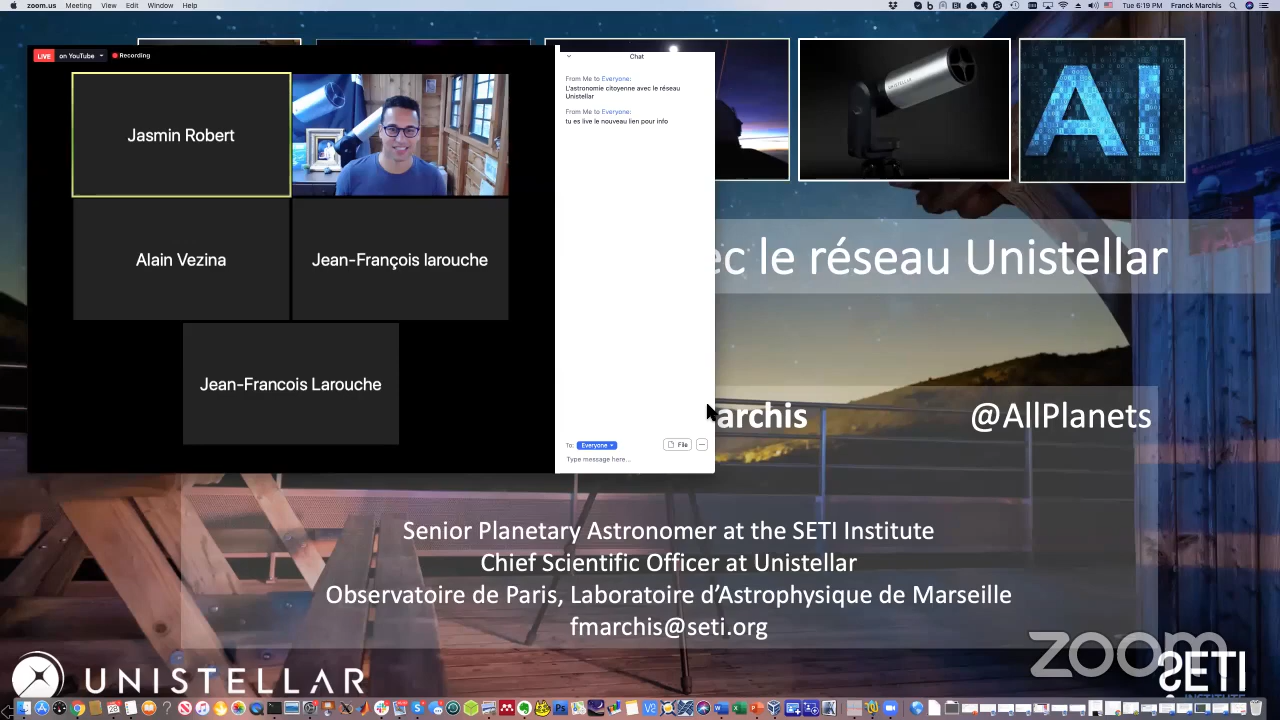 zoom.us Meeting View Edit Window Help
Tue 6:19 PM Franck Marchis
LIVE on YouTube Recording
Jasmin Robert
Alain Vezina
Jean-François larouche
Jean-Francois Larouche
Chat
From Me to Everyone:
L'astronomie citoyenne avec le réseau
Unistellar
From Me to Everyone:
tu es live le nouveau lien pour info
To: Everyone
File
Type message here...
UNISTELLAR
AI
ec le réseau Unistellar
archis
@AllPlanets
Senior Planetary Astronomer at the SETI Institute
Chief Scientific Officer at Unistellar
Observatoire de Paris, Laboratoire d'Astrophysique de Marseille
fmarchis@seti.org
UNISTELLAR
zoom
SETI
INSTITUTE